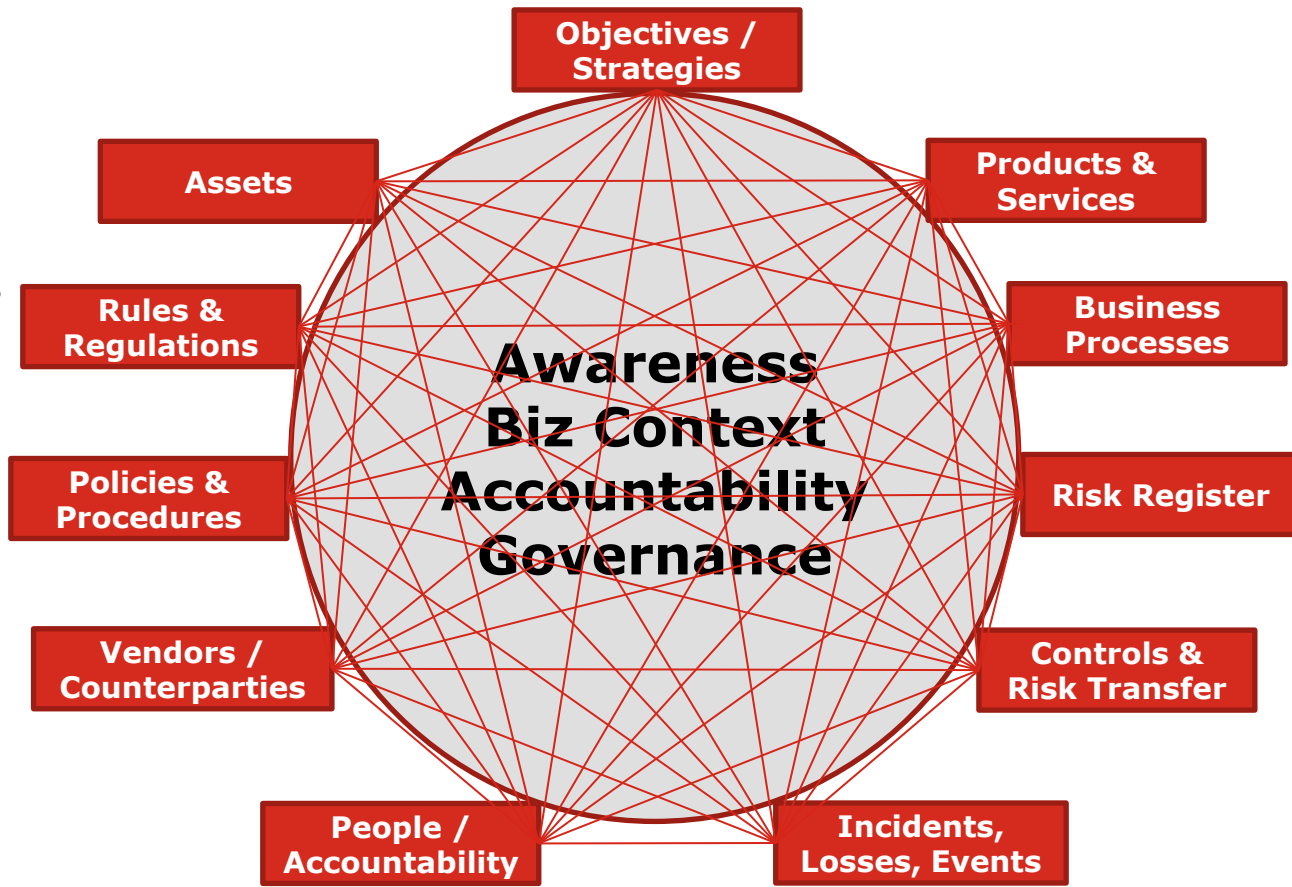 Objectives /
Strategies
Assets
Products &
Services
Rules &
Regulations
Business
Processes
Awareness
Biz Context
Accountability
Governance
Policies &
Procedures
Risk Register
Vendors /
Counterparties
Controls &
Risk Transfer
People /
Accountability
Incidents,
Losses, Events